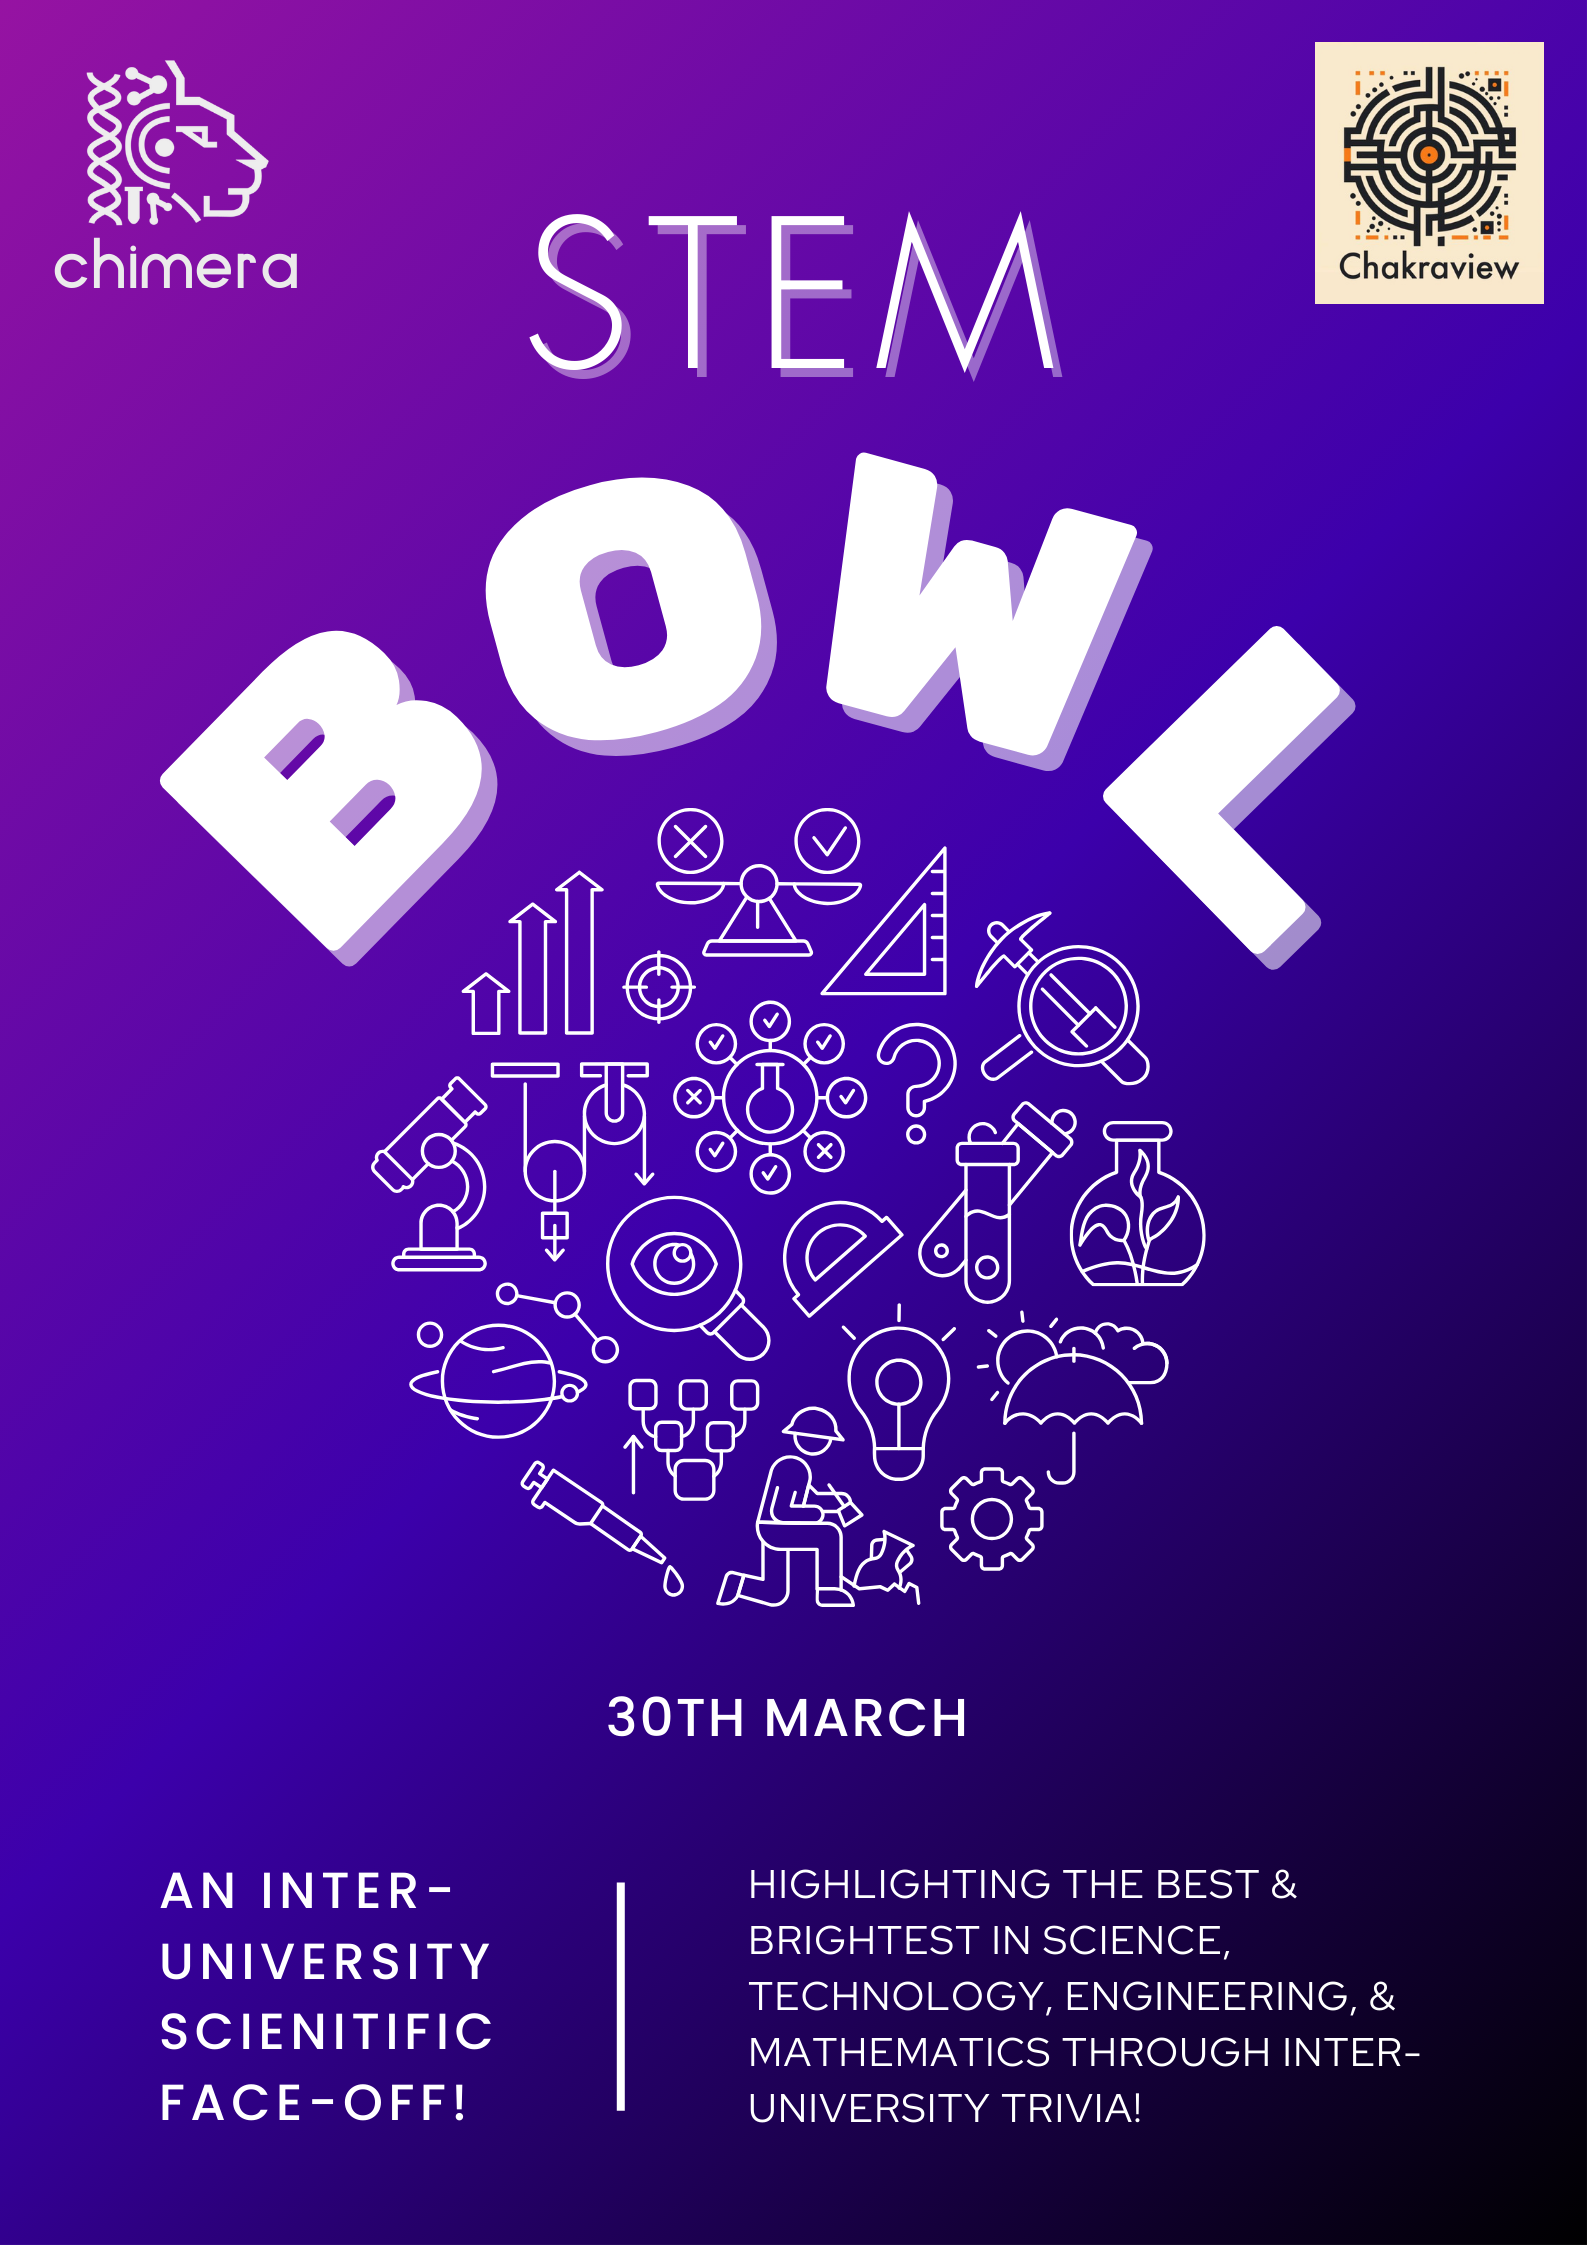 chimera
Chakraview
STEM
BOWL
30TH MARCH
AN INTER-
UNIVERSITY
SCIENITIFIC
FACE-OFF!
HIGHLIGHTING THE BEST &
BRIGHTEST IN SCIENCE,
TECHNOLOGY, ENGINEERING, &
MATHEMATICS THROUGH INTER-
UNIVERSITY TRIVIA!